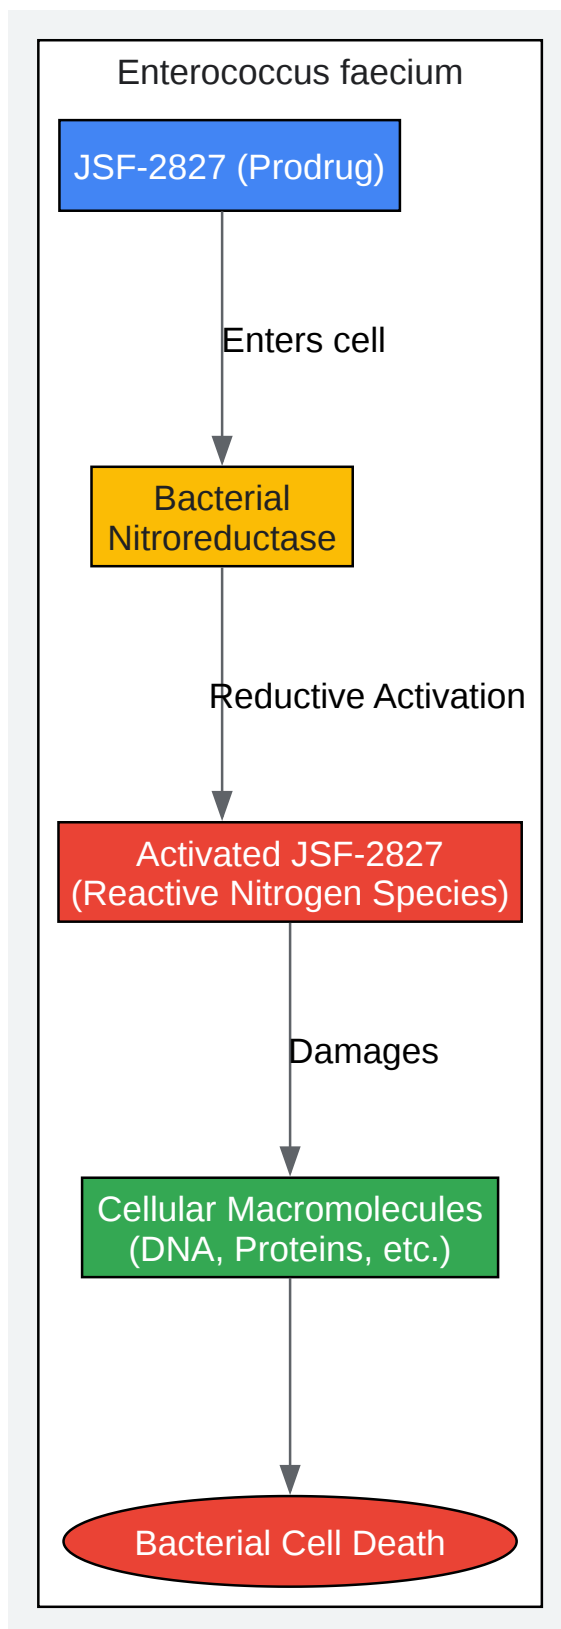 Enterococcus faecium
JSF-2827 (Prodrug)
Enters cell
Bacterial
Nitroreductase
Reductive Activation
Activated JSF-2827
(Reactive Nitrogen Species)
Damages
Cellular Macromolecules
(DNA, Proteins, etc.)
Bacterial Cell Death